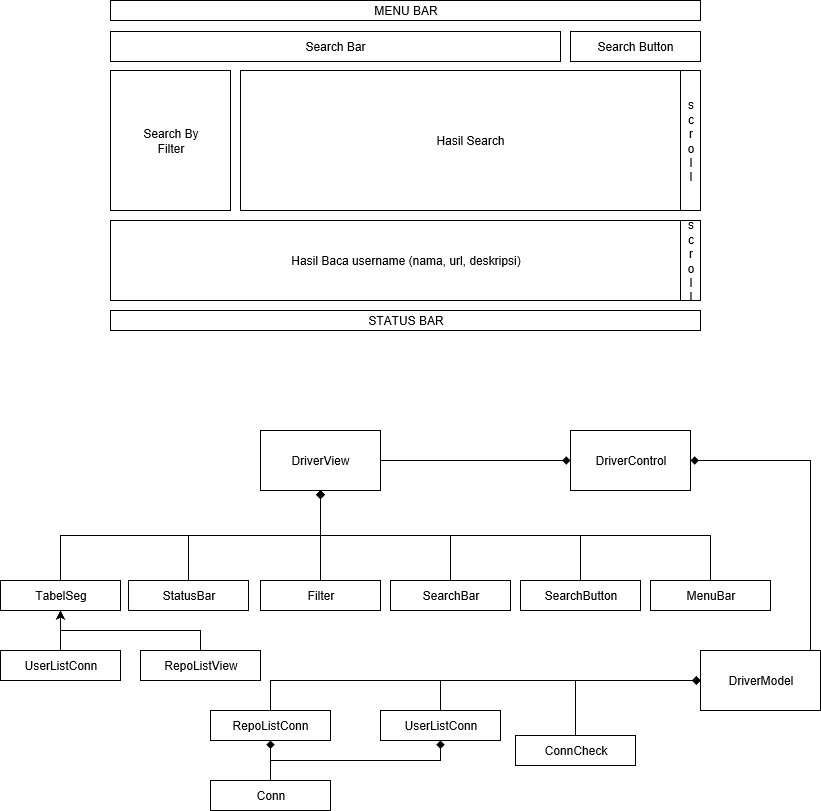 MENU BAR
Search Bar
Search Button
Search By
Filter
Hasil Search
s
c
r
o
l
l
Hasil Baca username (nama, url, deskripsi)
s
c
r
o
l
l
STATUS BAR
DriverView
DriverControl
TabelSeg
StatusBar
Filter
SearchBar
SearchButton
MenuBar
UserListConn
RepoListView
DriverModel
RepoListConn
UserListConn
ConnCheck
Conn